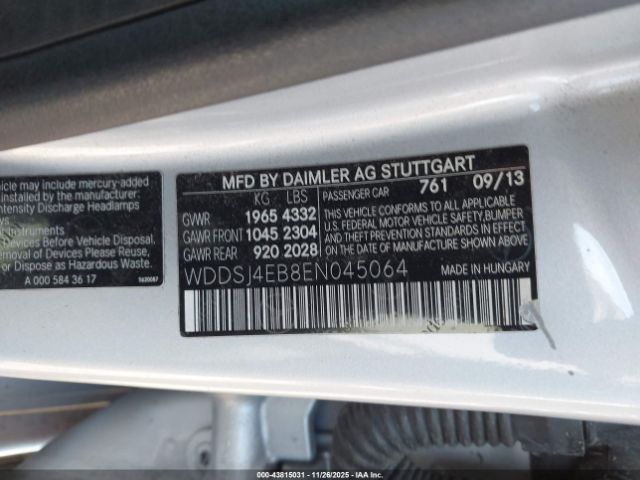 hicle may include mercury-added
installed by the manufacturer:
ntensity Discharge Headlamps
Devices Before Vehicle Disposal.
Removal of Devices Please Reuse,
or Dispose as Hazardous Waste.
A 000 584 36 17
MFD BY DAIMLER AG STUTTGART
KG LBS
GVWR 1965 4332
GAWR FRONT 1045 2304
GAWR REAR 920 2028
PASSENGER CAR 761 09/13
THIS VEHICLE CONFORMS TO ALL APPLICABLE
U.S. FEDERAL MOTOR VEHICLE SAFETY, BUMPER
AND THEFT PREVENTION STANDARDS IN EFFECT
ON THE DATE OF MANUFACTURE SHOWN ABOVE.
WDDSJ4EB8EN045064
MADE IN HUNGARY
000-43815031 - 11/26/2025 - IAA, Inc.